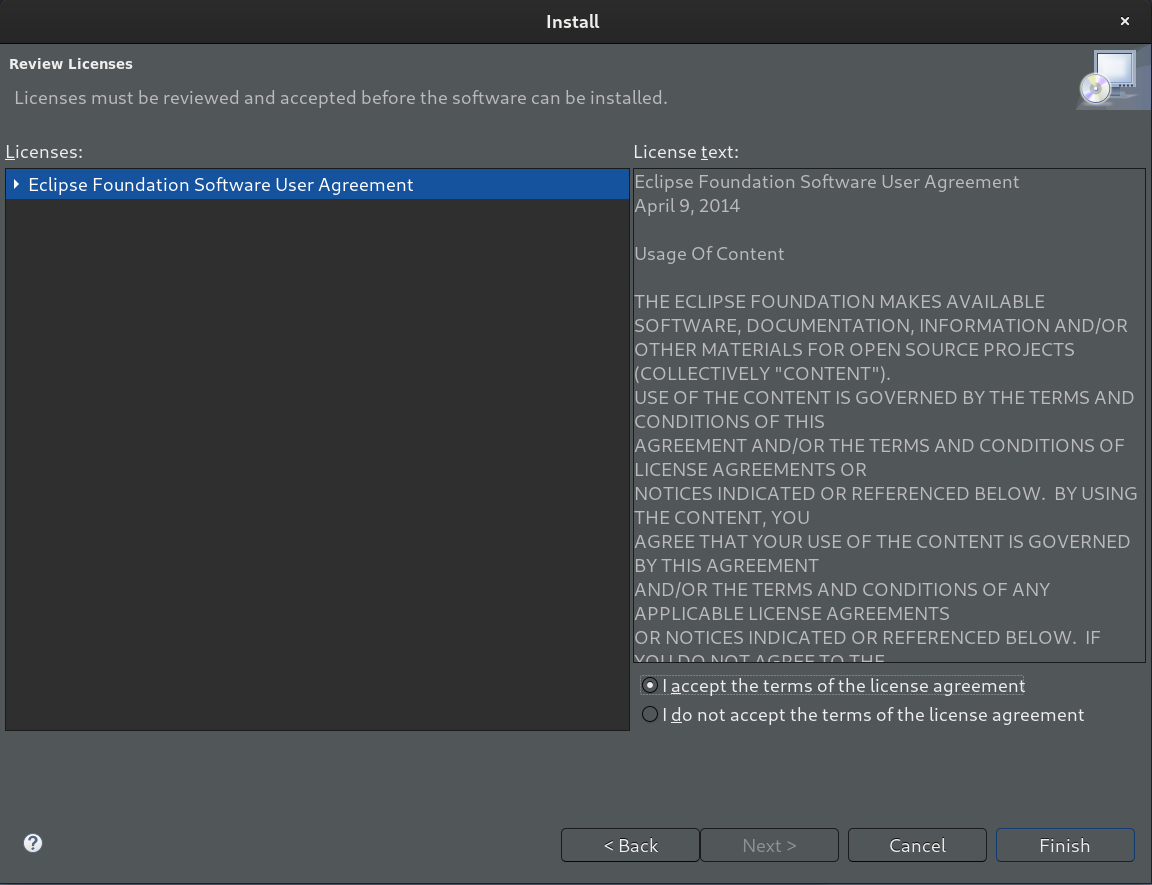 Install
×
Review Licenses
Licenses must be reviewed and accepted before the software can be installed.
Licenses:
Eclipse Foundation Software User Agreement
License text:
Eclipse Foundation Software User Agreement
April 9, 2014
Usage Of Content
THE ECLIPSE FOUNDATION MAKES AVAILABLE
SOFTWARE, DOCUMENTATION, INFORMATION AND/OR
OTHER MATERIALS FOR OPEN SOURCE PROJECTS
(COLLECTIVELY "CONTENT").
USE OF THE CONTENT IS GOVERNED BY THE TERMS AND
CONDITIONS OF THIS
AGREEMENT AND/OR THE TERMS AND CONDITIONS OF
LICENSE AGREEMENTS OR
NOTICES INDICATED OR REFERENCED BELOW.  BY USING
THE CONTENT, YOU
AGREE THAT YOUR USE OF THE CONTENT IS GOVERNED
BY THIS AGREEMENT
AND/OR THE TERMS AND CONDITIONS OF ANY
APPLICABLE LICENSE AGREEMENTS
OR NOTICES INDICATED OR REFERENCED BELOW.  IF
YOU DO NOT AGREE TO THE
I accept the terms of the license agreement
I do not accept the terms of the license agreement
?
< Back
Next >
Cancel
Finish